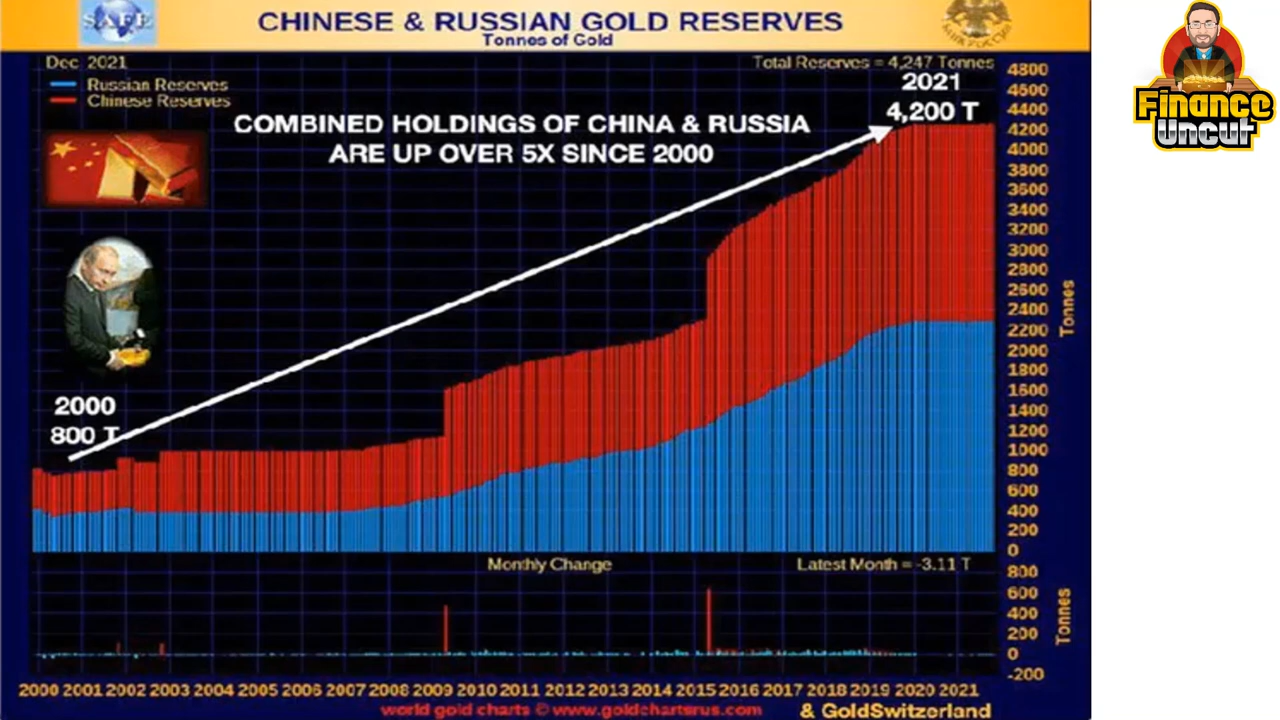 SAFE
CHINESE & RUSSIAN GOLD RESERVES
Tonnes of Gold
Finance
Uncut
Dec 2021
Total Reserves = 4,247 Tonnes
Russian Reserves
Chinese Reserves
2021
4,200 T
COMBINED HOLDINGS OF CHINA & RUSSIA
ARE UP OVER 5X SINCE 2000
2000
800 T
4800
4600
4400
4200
4000
3800
3600
3400
3200
3000
2800
2600
2400
2200
2000
1800
1600
1400
1200
1000
800
600
400
200
0
Tonnes
Monthly Change
Latest Month = -3.11 T
800
600
400
200
0
-200
Tonnes
2000 2001 2002 2003 2004 2005 2006 2007 2008 2009 2010 2011 2012 2013 2014 2015 2016 2017 2018 2019 2020 2021
world gold charts © www.goldchartsrus.com
& GoldSwitzerland